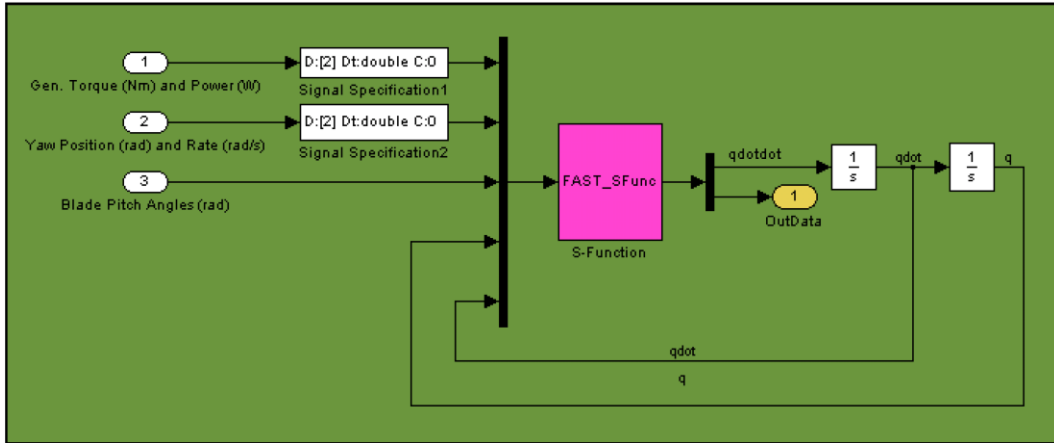 1
D:[2] Dt:double C:0
Gen. Torque (Nm) and Power (W)
Signal Specification1
2
D:[2] Dt:double C:0
Yaw Position (rad) and Rate (rad/s)
Signal Specification2
3
Blade Pitch Angles (rad)
FAST_SFunc
S-Function
qdotdot
1
OutData
1
s
qdot
1
s
q
qdot
q